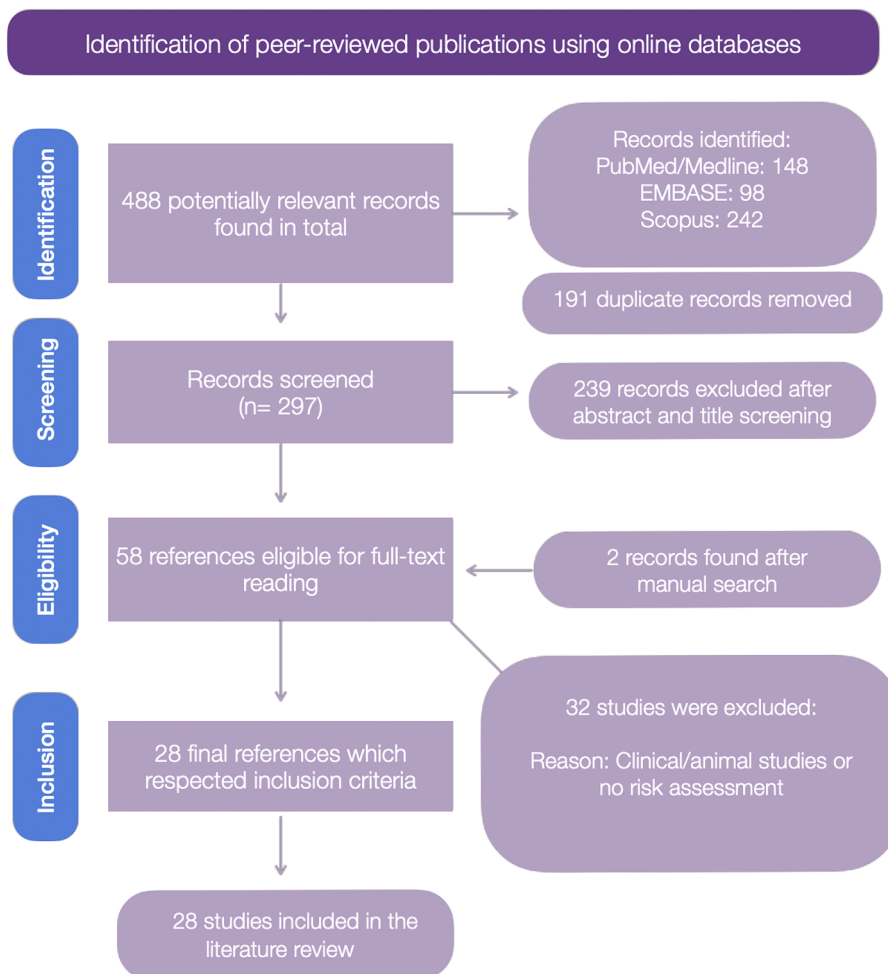 Identification of peer-reviewed publications using online databases
Identification
488 potentially relevant records
found in total
Records identified:
PubMed/Medline: 148
EMBASE: 98
Scopus: 242
191 duplicate records removed
Screening
Records screened
(n= 297)
239 records excluded after
abstract and title screening
Eligibility
58 references eligible for full-text
reading
2 records found after
manual search
32 studies were excluded:
Reason: Clinical/animal studies or
no risk assessment
Inclusion
28 final references which
respected inclusion criteria
28 studies included in the
literature review